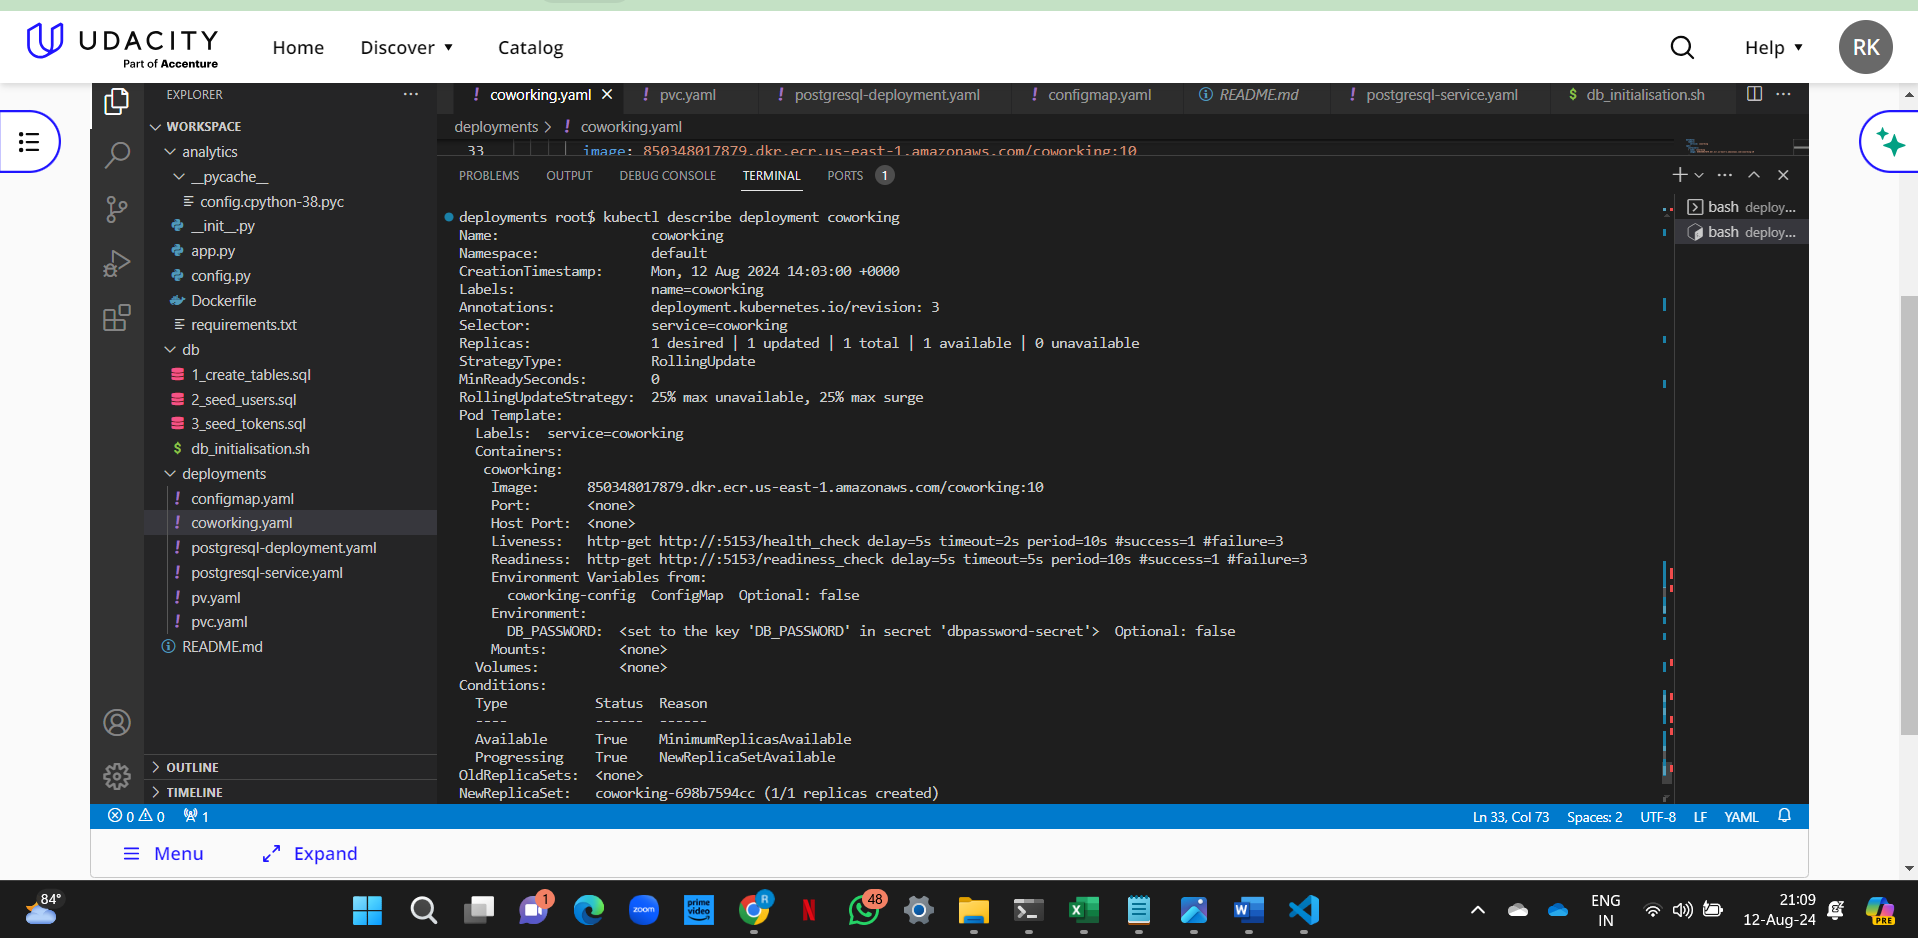 UDACITY
Part of Accenture
Home
Discover
Catalog
Help
RK
EXPLORER
WORKSPACE
analytics
__pycache__
config.cpython-38.pyc
__init__.py
app.py
config.py
Dockerfile
requirements.txt
db
1_create_tables.sql
2_seed_users.sql
3_seed_tokens.sql
db_initialisation.sh
deployments
configmap.yaml
coworking.yaml
postgresql-deployment.yaml
postgresql-service.yaml
pv.yaml
pvc.yaml
README.md
OUTLINE
TIMELINE
coworking.yaml
pvc.yaml
postgresql-deployment.yaml
configmap.yaml
README.md
postgresql-service.yaml
db_initialisation.sh
deployments > coworking.yaml
33 image: 850348017879.dkr.ecr.us-east-1.amazonaws.com/coworking:10
PROBLEMS OUTPUT DEBUG CONSOLE TERMINAL PORTS 1
deployments root$ kubectl describe deployment coworking
Name: coworking
Namespace: default
CreationTimestamp: Mon, 12 Aug 2024 14:03:00 +0000
Labels: name=coworking
Annotations: deployment.kubernetes.io/revision: 3
Selector: service=coworking
Replicas: 1 desired | 1 updated | 1 total | 1 available | 0 unavailable
StrategyType: RollingUpdate
MinReadySeconds: 0
RollingUpdateStrategy: 25% max unavailable, 25% max surge
Pod Template:
Labels: service=coworking
Containers:
coworking:
Image: 850348017879.dkr.ecr.us-east-1.amazonaws.com/coworking:10
Port: <none>
Host Port: <none>
Liveness: http-get http://:5153/health_check delay=5s timeout=2s period=10s #success=1 #failure=3
Readiness: http-get http://:5153/readiness_check delay=5s timeout=5s period=10s #success=1 #failure=3
Environment Variables from:
coworking-config ConfigMap Optional: false
Environment:
DB_PASSWORD: <set to the key 'DB_PASSWORD' in secret 'dbpassword-secret'> Optional: false
Mounts: <none>
Volumes: <none>
Conditions:
Type Status Reason
---- ------ ------
Available True MinimumReplicasAvailable
Progressing True NewReplicaSetAvailable
OldReplicaSets: <none>
NewReplicaSet: coworking-698b7594cc (1/1 replicas created)
bash deploy...
bash deploy...
0 0 1
Ln 33, Col 73 Spaces: 2 UTF-8 LF YAML
Menu
Expand
84°
1
zoom
prime video
R
N
48
X
W
ENG
IN
21:09
12-Aug-24
PRE